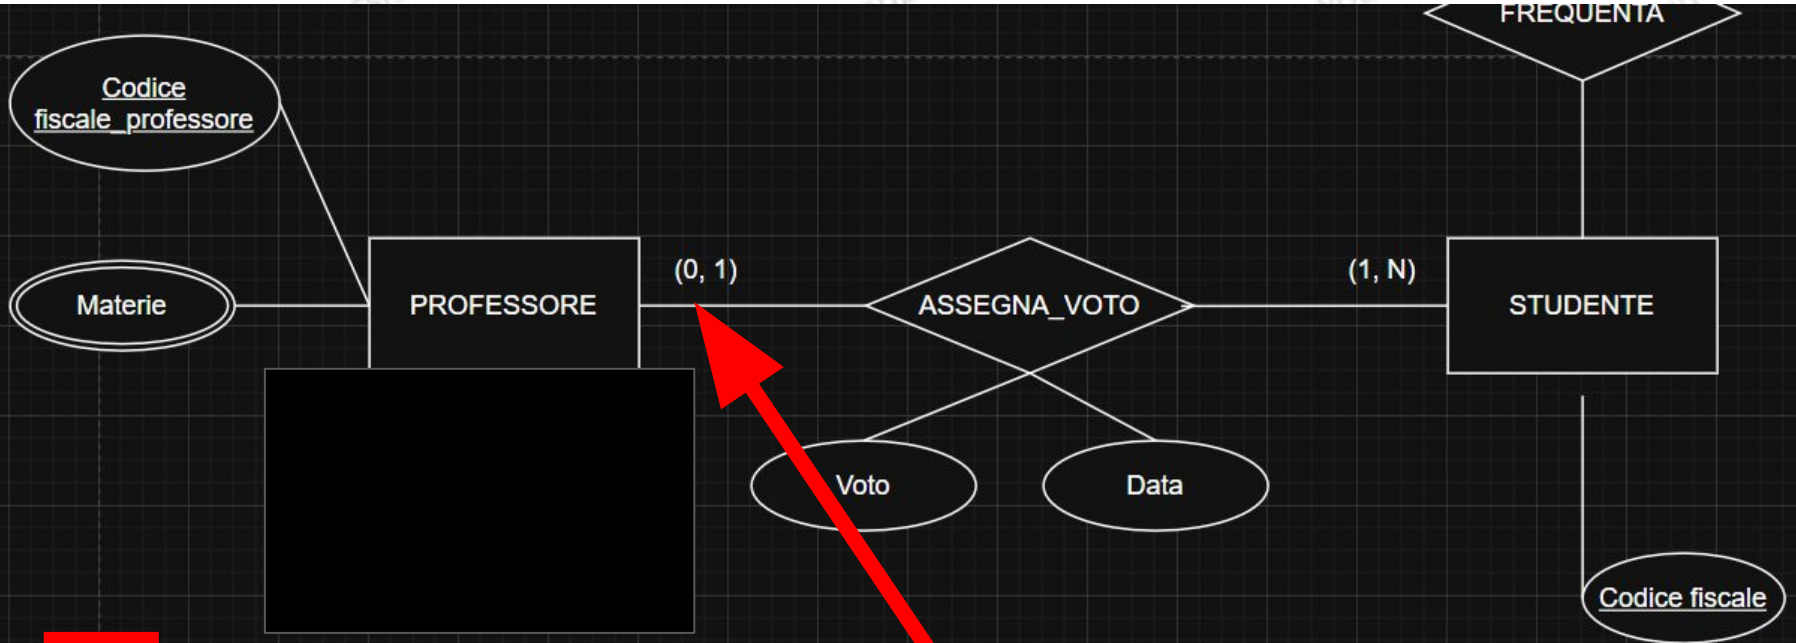 FREQUENTA
Codice
fiscale_professore
(0, 1)
(1, N)
Materie
PROFESSORE
ASSEGNA_VOTO
STUDENTE
Voto
Data
Codice fiscale